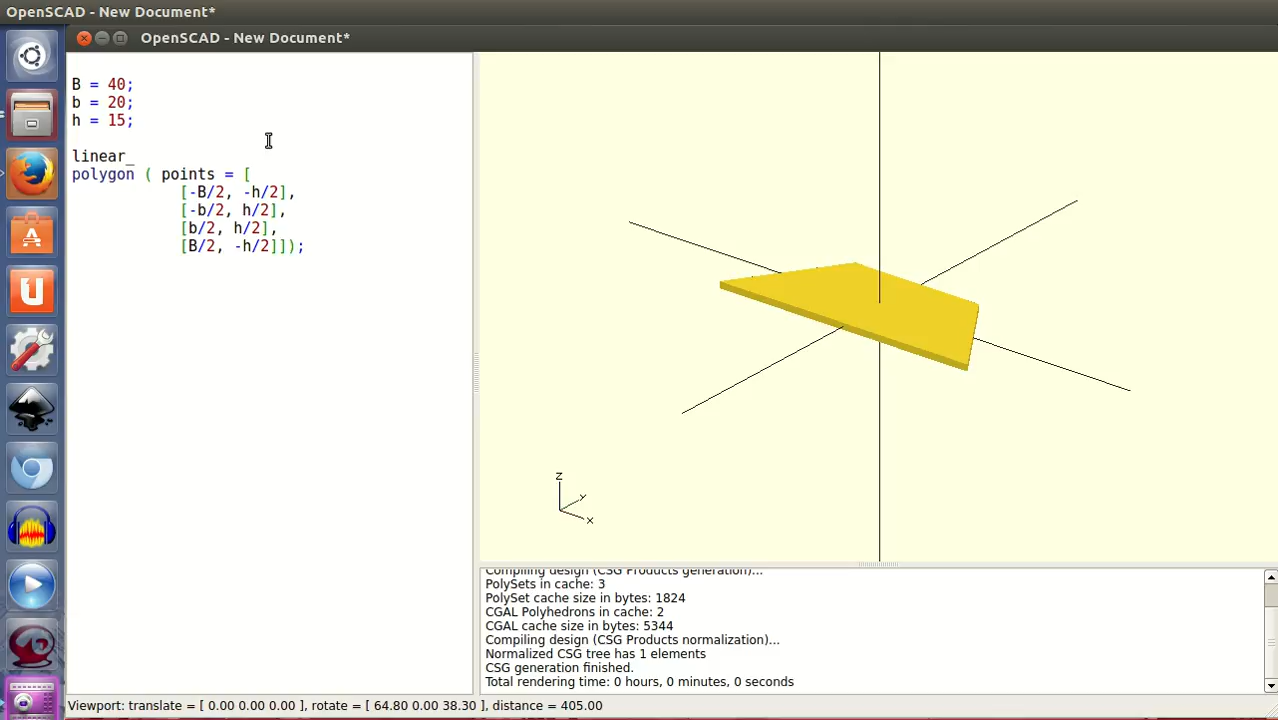 OpenSCAD - New Document*
OpenSCAD - New Document*
B = 40;
b = 20;
h = 15;
linear_
polygon ( points = [
[-B/2, -h/2],
[-b/2, h/2],
[b/2, h/2],
[B/2, -h/2]]);
z
Y
x
Compiling design (CSG Products generation)...
PolySets in cache: 3
PolySet cache size in bytes: 1824
CGAL Polyhedrons in cache: 2
CGAL cache size in bytes: 5344
Compiling design (CSG Products normalization)...
Normalized CSG tree has 1 elements
CSG generation finished.
Total rendering time: 0 hours, 0 minutes, 0 seconds
Viewport: translate = [ 000 0.00 0.00 ], rotate = [ 64.80 0.00 38.30 ], distance = 405.00